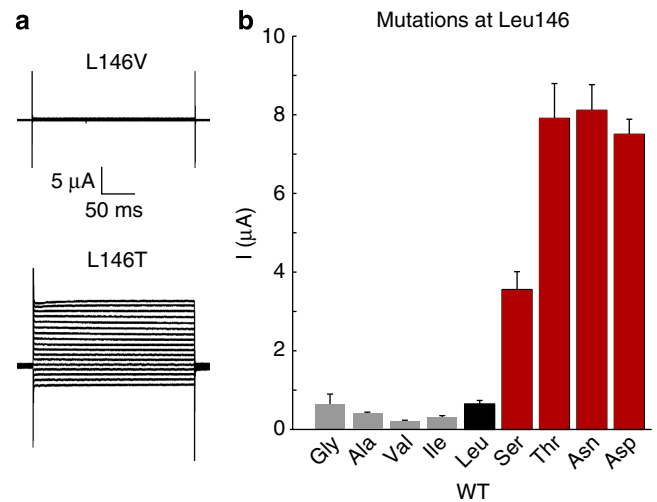 a
L146V
5 μA
50 ms
L146T
b
Mutations at Leu146
I (μA)
10
8
6
4
2
0
Gly
Ala
Val
Ile
Leu
Ser
Thr
Asn
Asp
WT